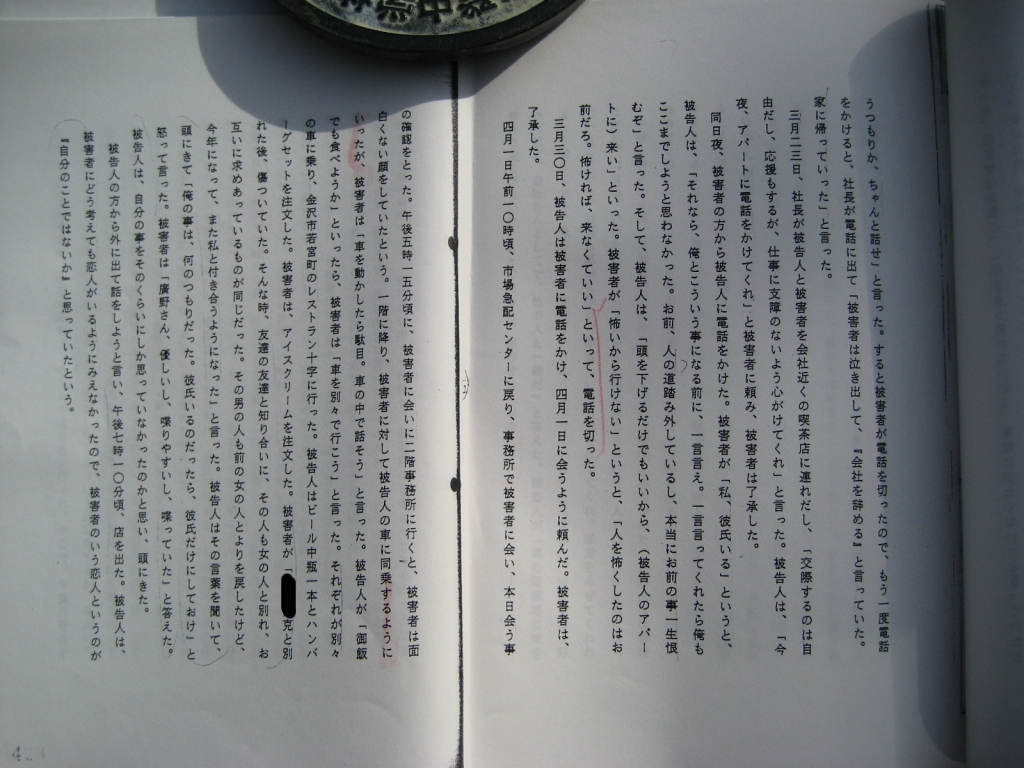 うつもりか、ちゃんと話せ」と言った。すると被害者が電話を切ったので、もう一度電話
をかけると、社長が電話に出て「被害者は泣き出して、『会社を辞める』と言っていた。
家に帰っていった」と言った。
三月二三日、社長が被告人と被害者を会社近くの喫茶店に連れだし、「交際するのは自
由だし、応援もするが、仕事に支障のないよう心がけてくれ」と言った。被告人は、「今
夜、アパートに電話をかけてくれ」と被害者に頼み、被害者は了承した。
同日夜、被害者の方から被告人に電話をかけた。被害者が「私、彼氏いる」というと、
被告人は、「それなら、俺とこういう事になる前に、一言言え。一言言ってくれたら俺も
ここまでしようと思わなかった。お前、人の道踏み外しているし、本当にお前の事一生恨
むぞ」と言った。そして、被告人は、「頭を下げるだけでもいいから、（被告人のアパー
トに）来い」といった。被害者が「怖いから行けない」というと、「人を怖くしたのはお
前だろ。怖ければ、来なくていい」といって、電話を切った。
三月三〇日、被告人は被害者に電話をかけ、四月一日に会うように頼んだ。被害者は、
了承した。
四月一日午前一〇時頃、市場急配センターに戻り、事務所で被害者に会い、本日会う事
の確認をとった。午後五時一五分頃に、被害者に会いに二階事務所に行くと、被害者は面
白くない顔をしていたという。一階に降り、被害者に対して被告人の車に同乗するように
いったが、被害者は「車を動かしたら駄目。車の中で話そう」と言った。被告人が「御飯
でも食べようか」といったら、被害者は「車を別々で行こう」と言った。それぞれが別々
の車に乗り、金沢市若宮町のレストラン十字に行った。被告人はビール中瓶一本とハンバ
ーグセットを注文した。被害者は、アイスクリームを注文した。被害者が「
克と別
れた後、傷ついていた。そんな時、友達の友達と知り合いに、その人も女の人と別れ、お
互いに求めあっているものが同じだった。その男の人も前の女の人とよりを戻したけど、
今年になって、また私と付き合うようになった」と言った。被告人はその言葉を聞いて、
頭にきて「俺の事は、何のつもりだった。彼氏いるのだったら、彼氏だけにしておけ」と
怒って言った。被害者は「廣野さん、優しいし、喋りやすいし、喋っていた」と答えた。
被告人は、自分の事をそのくらいにしか思っていなかったのかと思い、頭にきた。
被告人の方から外に出て話をしようと言い、午後七時一〇分頃、店を出た。被告人は、
被害者にどう考えても恋人がいるようにみえなかったので、被害者のいう恋人というのが
『自分のことではないか』と思っていたという。